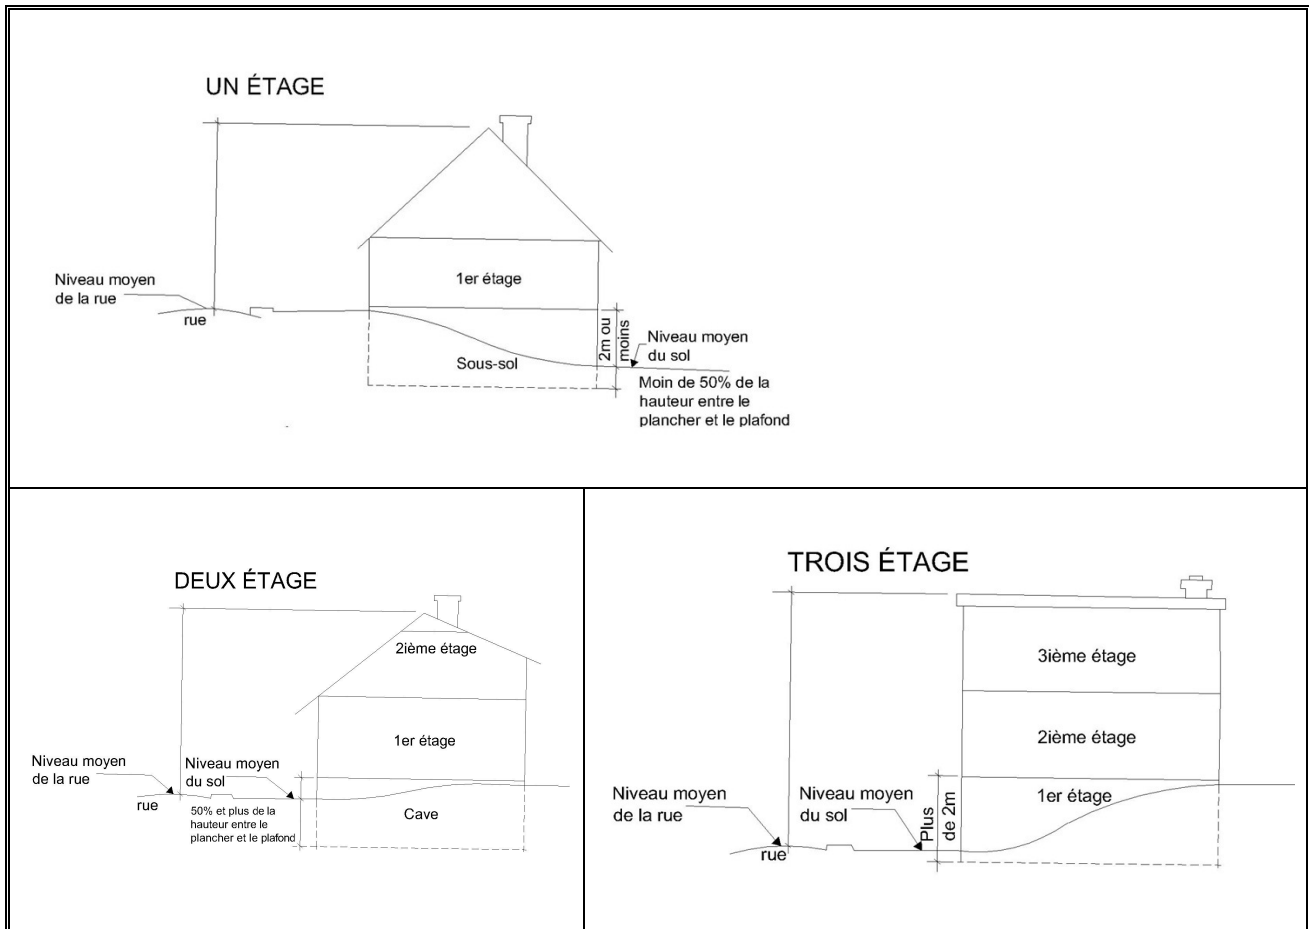 UN ÉTAGE
1er étage
Niveau moyen
de la rue
rue
2m ou
moins
Niveau moyen
du sol
Sous-sol
Moin de 50% de la
hauteur entre le
plancher et le plafond
DEUX ÉTAGE
2ième étage
1er étage
Niveau moyen
de la rue
Niveau moyen
du sol
rue
50% et plus de la
hauteur entre le
plancher et le plafond
Cave
TROIS ÉTAGE
3ième étage
2ième étage
1er étage
Niveau moyen
de la rue
Niveau moyen
du sol
Plus
de 2m
rue